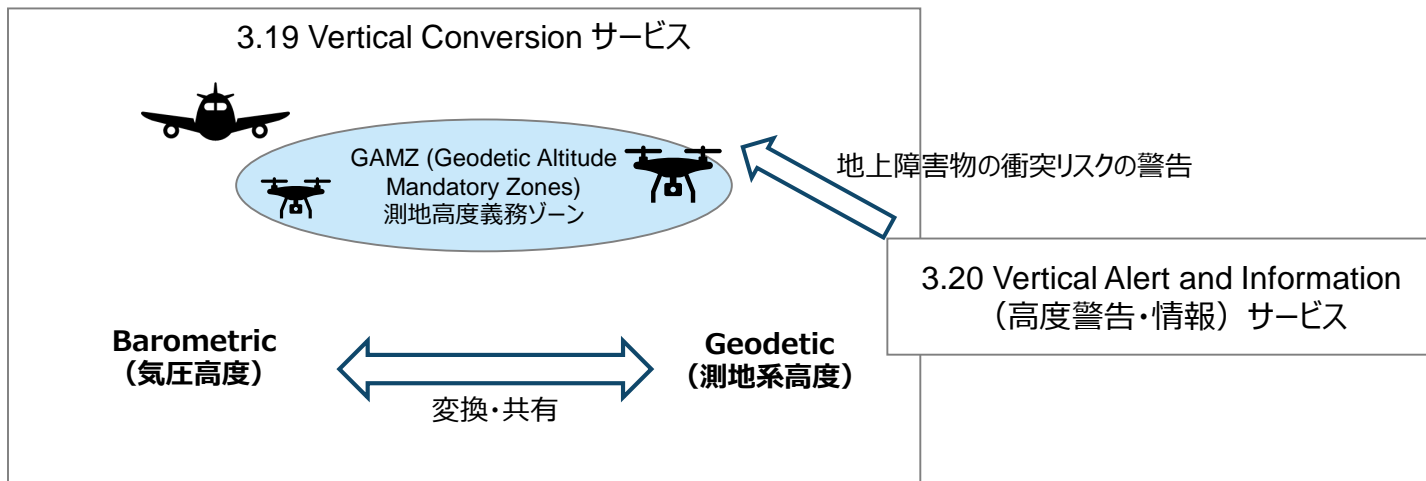 3.19 Vertical Conversion サービス
GAMZ (Geodetic Altitude
Mandatory Zones)
測地高度義務ゾーン
地上障害物の衝突リスクの警告
3.20 Vertical Alert and Information
（高度警告・情報）サービス
Barometric
（気圧高度）
Geodetic
（測地系高度）
変換・共有